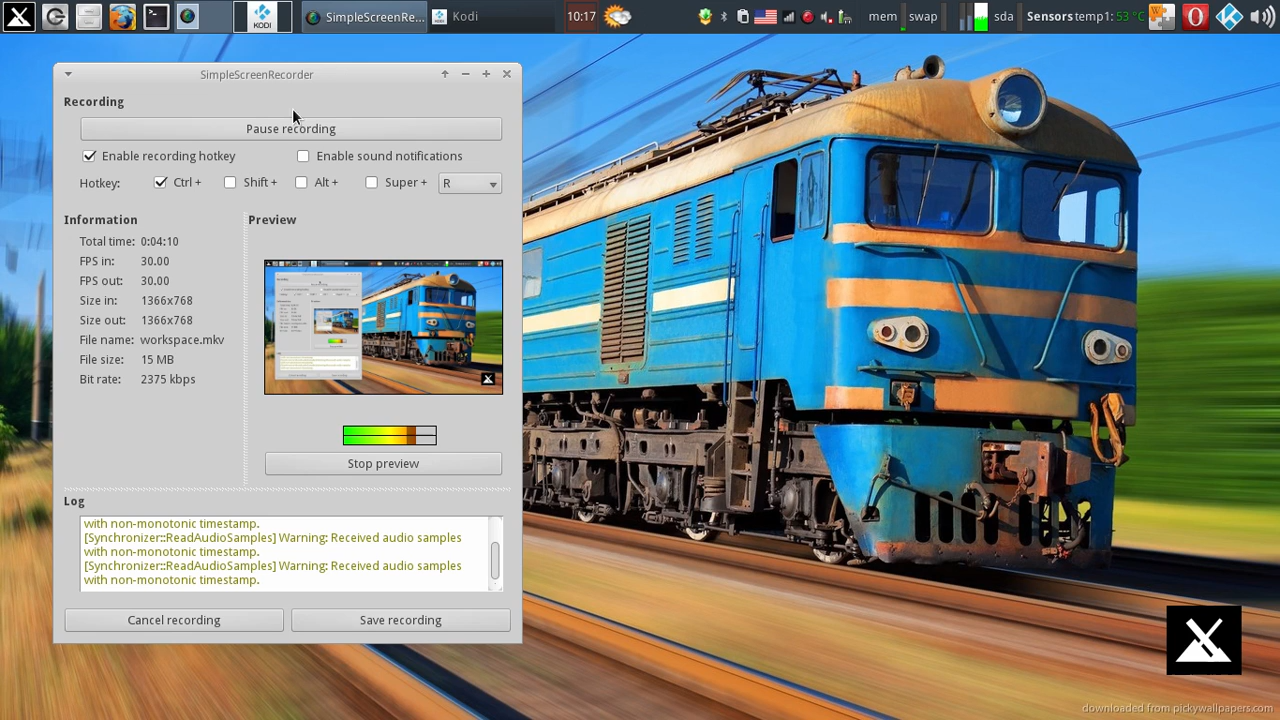 KODI
SimpleScreenRe...
Kodi
10:17
mem
swap
sda
Sensors temp1: 53 °C
SimpleScreenRecorder
Recording
Pause recording
Enable recording hotkey
Enable sound notifications
Hotkey:
Ctrl +
Shift +
Alt +
Super +
R
Information
Preview
Total time: 0:04:10
FPS in: 30.00
FPS out: 30.00
Size in: 1366x768
Size out: 1366x768
File name: workspace.mkv
File size: 15 MB
Bit rate: 2375 kbps
Stop preview
Log
with non-monotonic timestamp.
[Synchronizer::ReadAudioSamples] Warning: Received audio samples
with non-monotonic timestamp.
[Synchronizer::ReadAudioSamples] Warning: Received audio samples
with non-monotonic timestamp.
Cancel recording
Save recording
downloaded from pickywallpapers.com